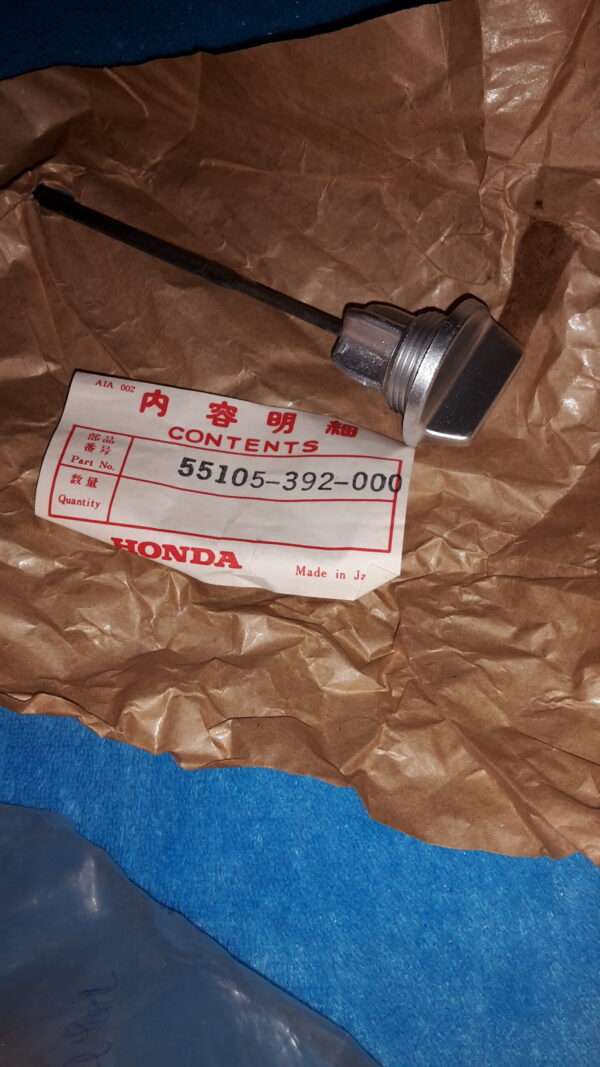 AIA 002
内容明細
CONTENTS
部品
番号
Part No.
55105-392-000
数量
Quantity
HONDA
Made in Ja